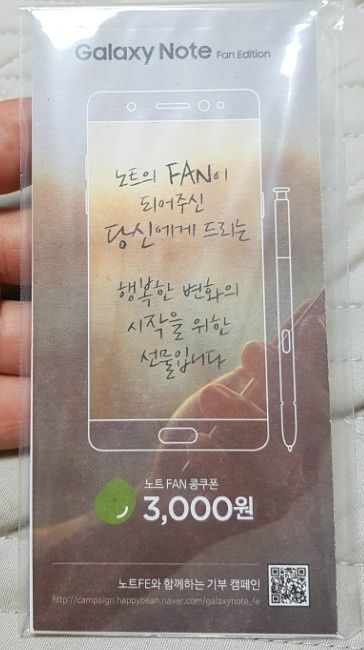 Galaxy Note Fan Edition
노트의 FAN이
되어주신
당신에게 드리는
행복한 변화의
시작을 위한
선물입니다
노트 FAN 콩쿠폰
3,000원
노트FE와 함께하는 기부 캠페인
http://campaign.happybean.naver.com/galaxynote_fe